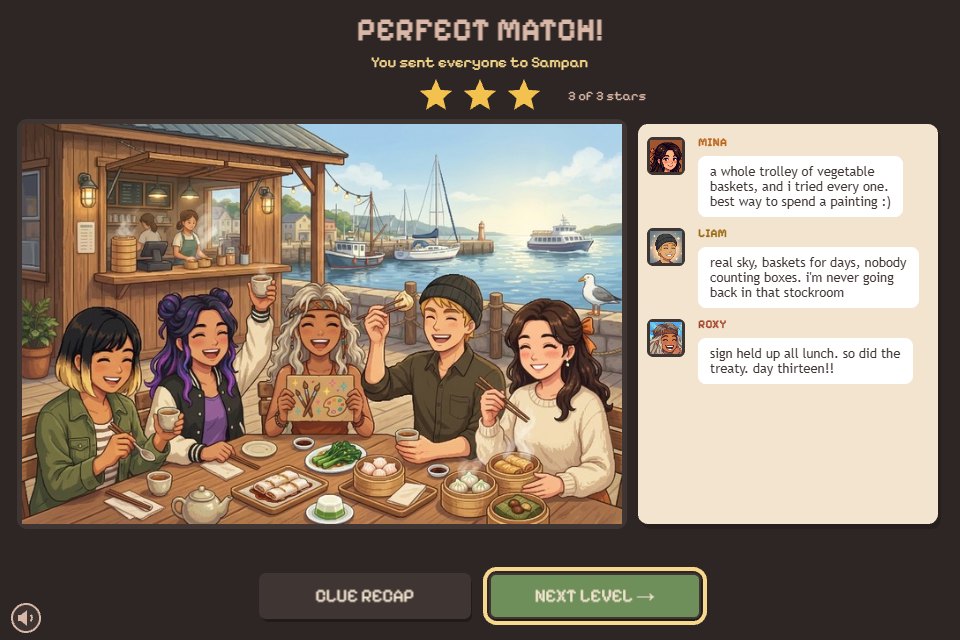 PERFECT MATCH!
You sent everyone to Sampan
3 of 3 stars
MINA
a whole trolley of vegetable
baskets, and i tried every one.
best way to spend a painting :)
LIAM
real sky, baskets for days, nobody
counting boxes. i'm never going
back in that stockroom
ROXY
sign held up all lunch. so did the
treaty. day thirteen!!
CLUE RECAP
NEXT LEVEL →